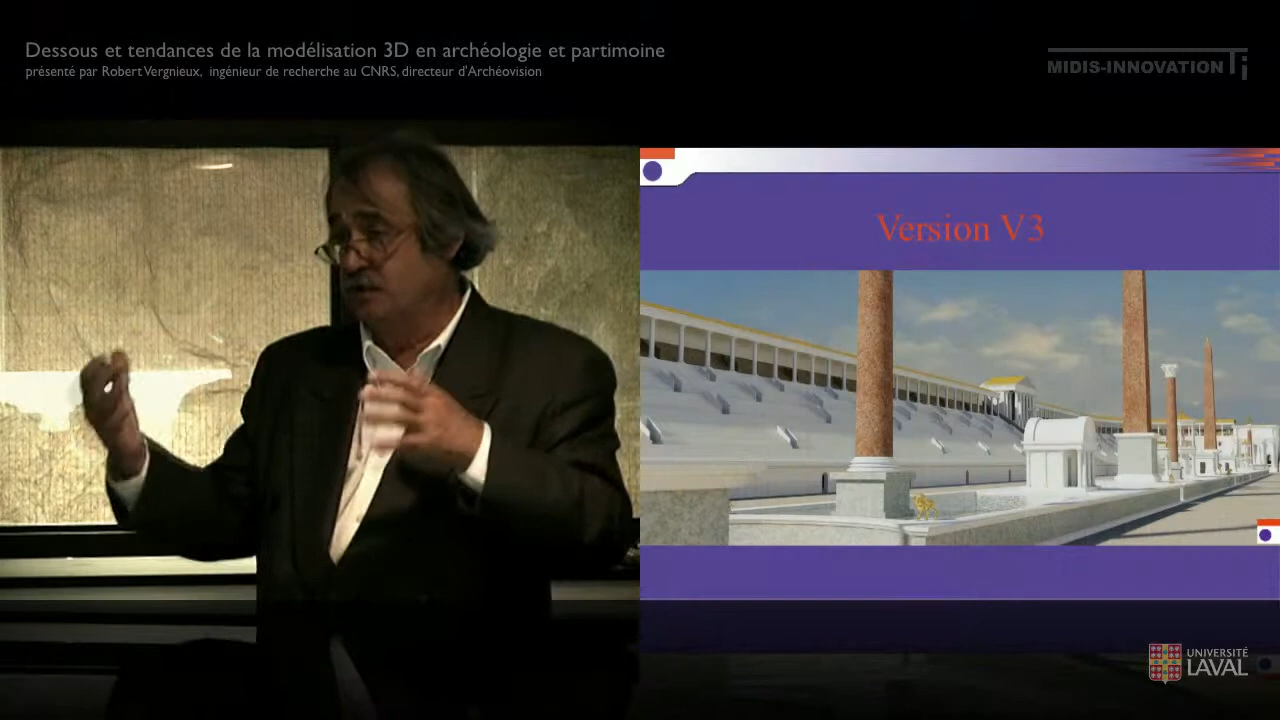 Dessous et tendances de la modélisation 3D en archéologie et partimoine
présenté par Robert Vergnieux, ingénieur de recherche au CNRS, directeur d'Archéovision
MIDIS-INNOVATION Ti
Version V3
UNIVERSITÉ
LAVAL